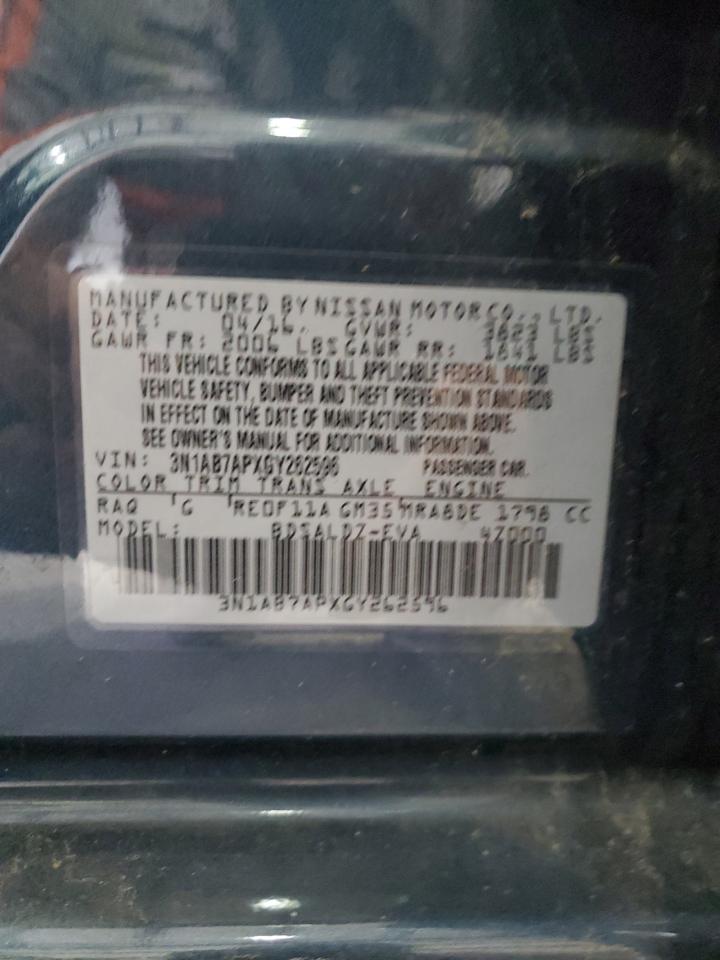 MANUFACTURED BY NISSAN MOTOR CO., LTD.
DATE: 04/16. GVWR:
GAWR FR: 2006 LBS GAWR RR:
THIS VEHICLE CONFORMS TO ALL APPLICABLE FEDERAL MOTOR
VEHICLE SAFETY, BUMPER AND THEFT PREVENTION STANDARDS
IN EFFECT ON THE DATE OF MANUFACTURE SHOWN ABOVE.
SEE OWNER'S MANUAL FOR ADDITIONAL INFORMATION.
VIN: 3N1AB7APXGY262596 PASSENGER CAR.
COLOR TRIM TRANS AXLE ENGINE
RAQ G RE0F11A GM35 MRA8DE 1798 CC
MODEL: BDSALDZ-EVA 4Z000
3N1AB7APXGY262596